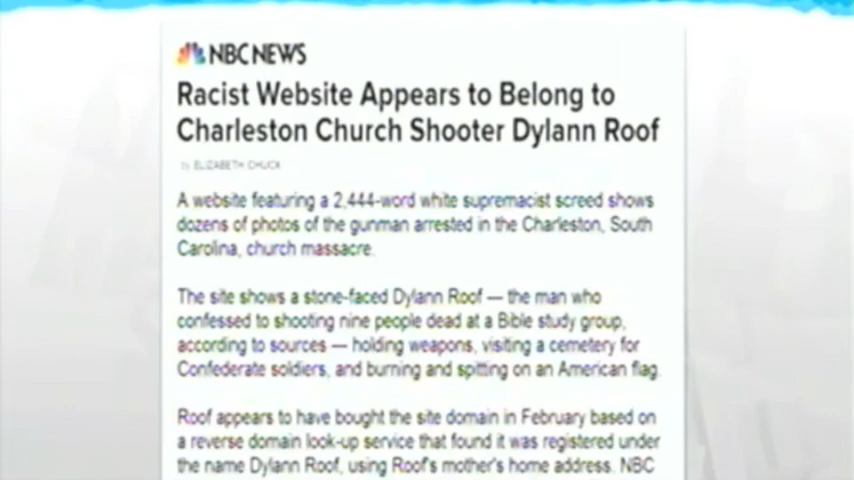 NBCNEWS
Racist Website Appears to Belong to
Charleston Church Shooter Dylann Roof
by ELIZABETH CHUCK
A website featuring a 2,444-word white supremacist screed shows
dozens of photos of the gunman arrested in the Charleston, South
Carolina, church massacre.
The site shows a stone-faced Dylann Roof — the man who
confessed to shooting nine people dead at a Bible study group,
according to sources — holding weapons, visiting a cemetery for
Confederate soldiers, and burning and spitting on an American flag.
Roof appears to have bought the site domain in February based on
a reverse domain look-up service that found it was registered under
the name Dylann Roof, using Roof's mother's home address. NBC